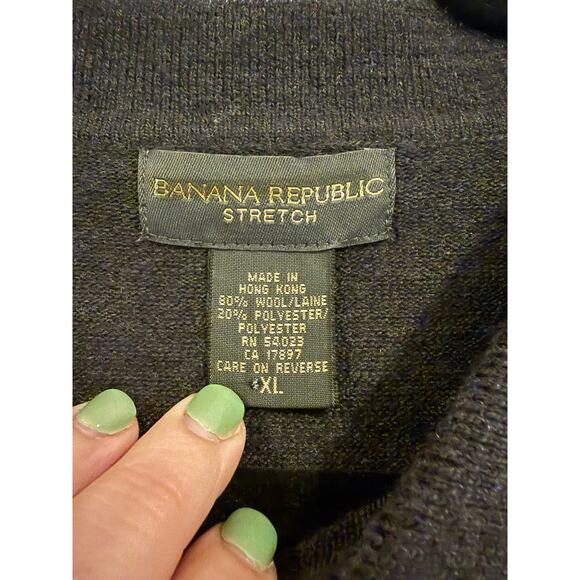 BANANA REPUBLIC
STRETCH
MADE IN
HONG KONG
80% WOOL/LAINE
20% POLYESTER/
POLYESTER
RN 54023
CA 17897
CARE ON REVERSE
XL